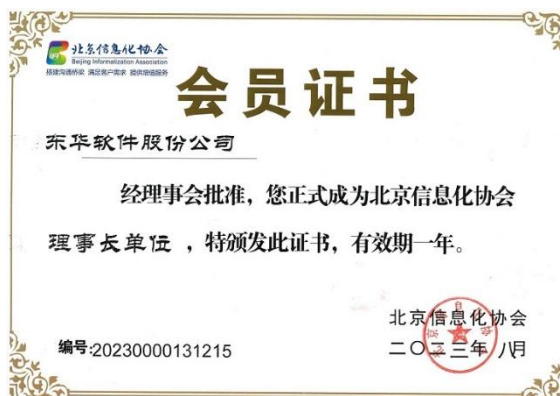 北京信息化协会
Beijing Informatization Association
搭建沟通桥梁 满足客户需求 提供增值服务
会员证书
东华软件股份公司
经理事会批准，您正式成为北京信息化协会
理事长单位，特颁发此证书，有效期一年。
北京信息化协会
二〇二三年 八月
编号:20230000131215